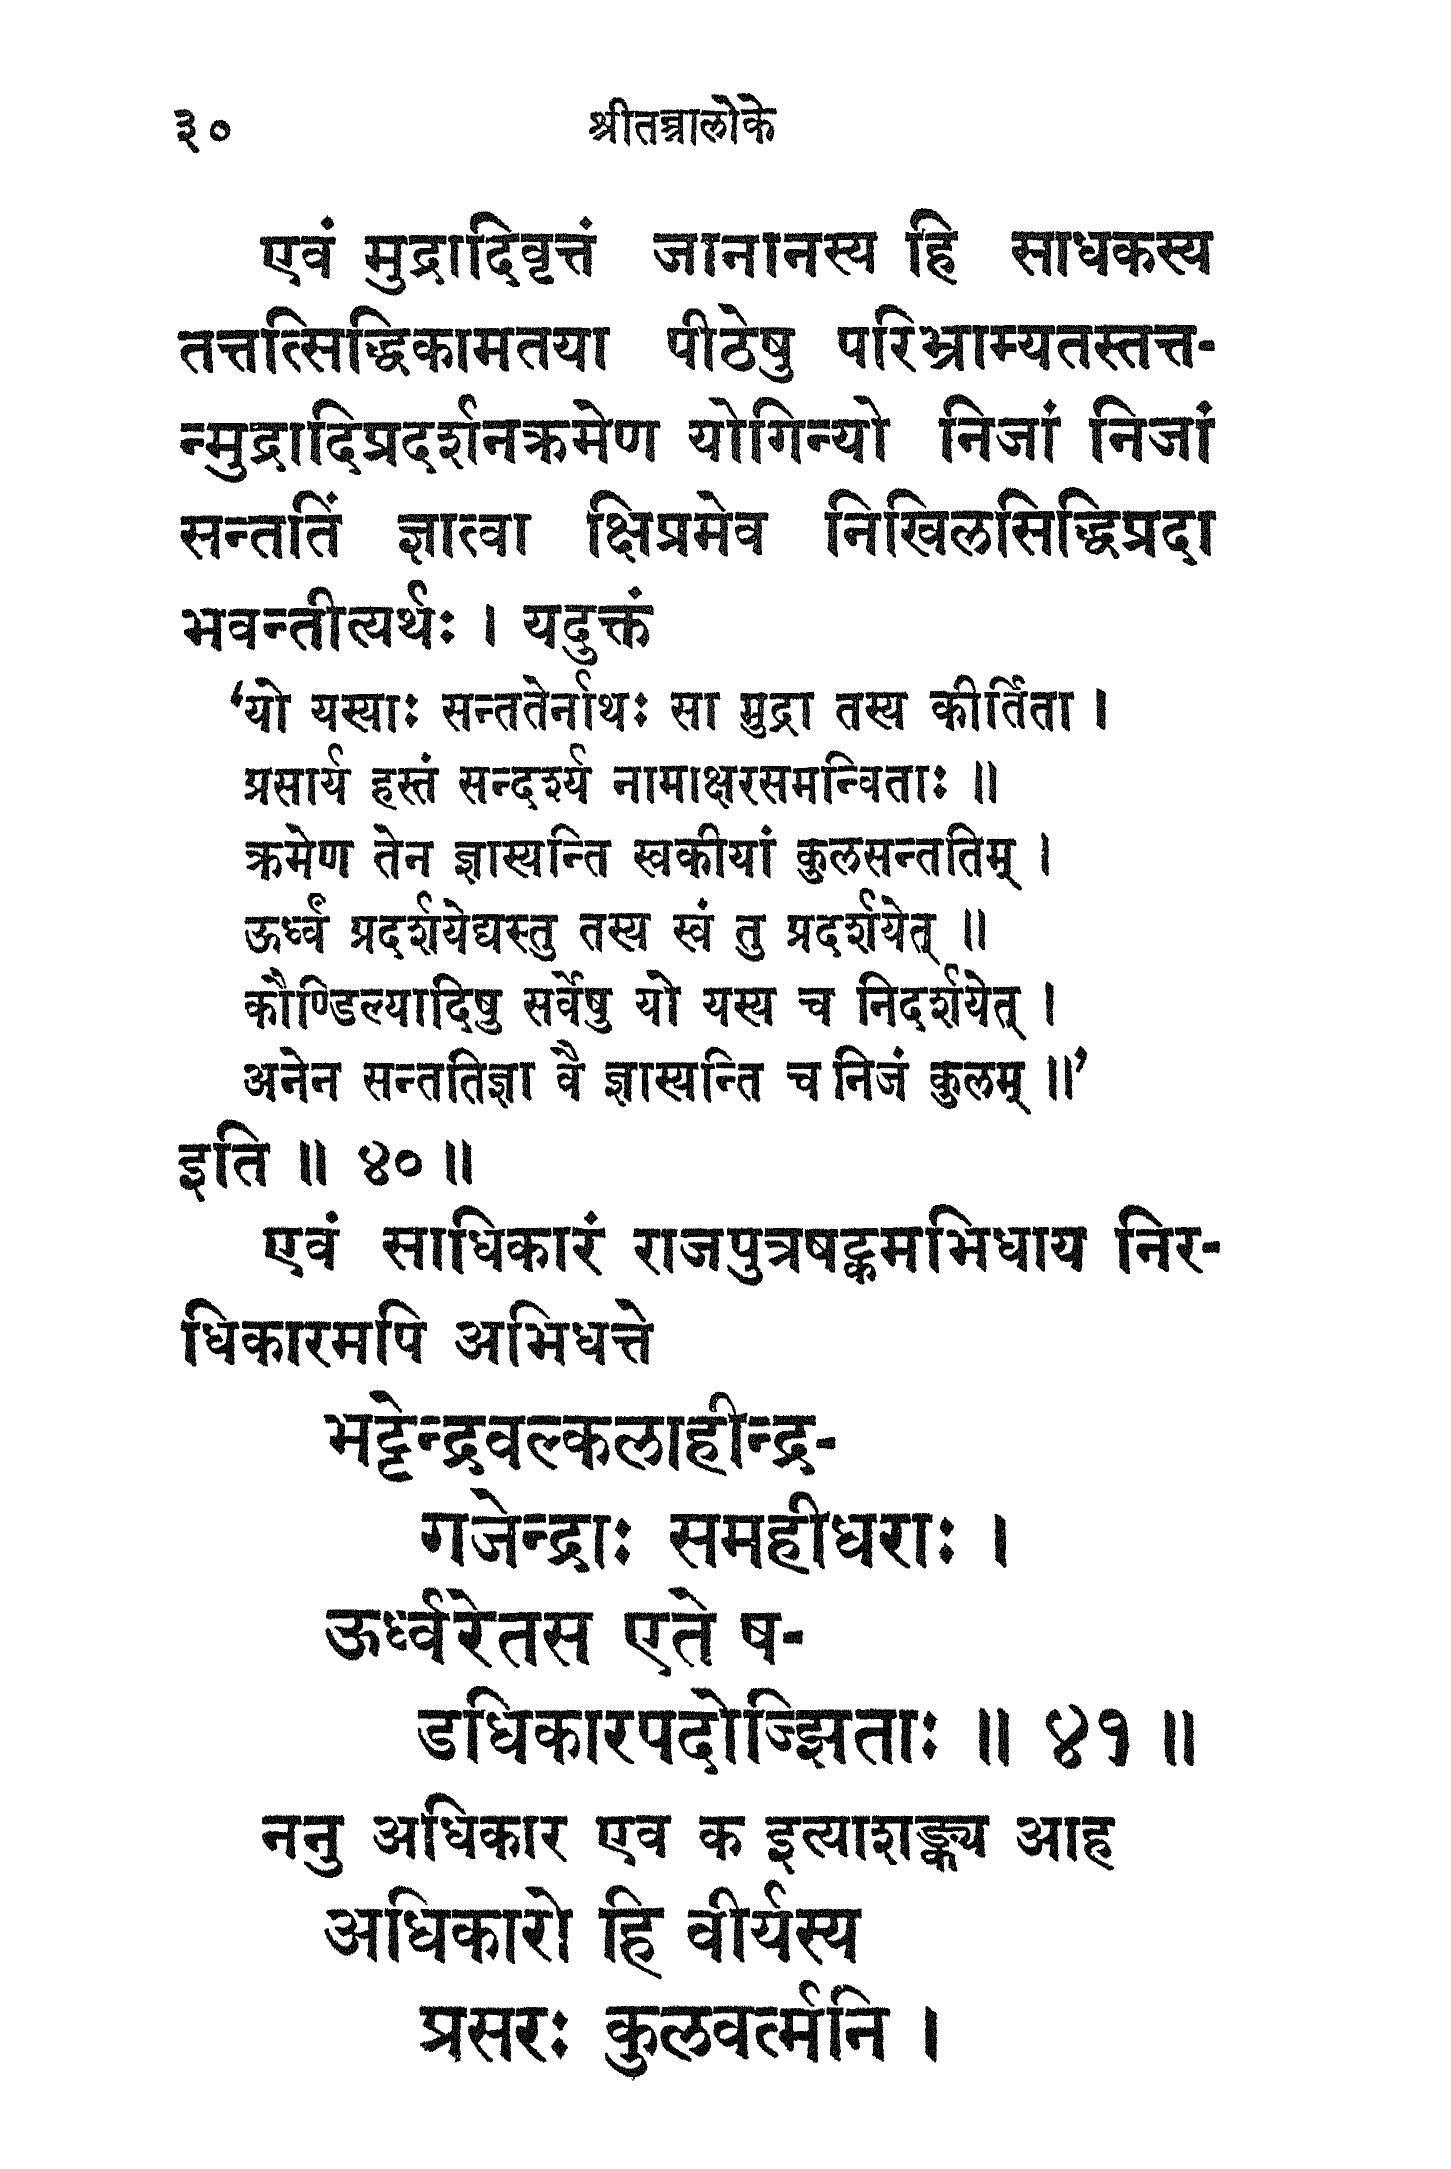 ३० श्रीतन्त्रालोके
एवं मुद्रादिवृत्तं जानानस्य हि साधकस्य
तत्तत्सिद्धिकामतया पीठेषु परिभ्राम्यतस्तत्त-
न्मुद्रादिप्रदर्शनक्रमेण योगिन्यो निजां निजां
सन्ततिं ज्ञात्वा क्षिप्रमेव निखिलसिद्धिप्रदा
भवन्तीत्यर्थः । यदुक्तं
‘यो यस्याः सन्ततेर्नाथः सा मुद्रा तस्य कीर्तिता ।
प्रसार्य हस्तं सन्दर्श्य नामाक्षरसमन्विताः ॥
क्रमेण तेन ज्ञास्यन्ति स्वकीयां कुलसन्ततिम् ।
ऊर्ध्वं प्रदर्शयेद्यस्तु तस्य स्वं तु प्रदर्शयेत् ॥
कौण्डिल्यादिषु सर्वेषु यो यस्य च निदर्शयेत् ।
अनेन सन्ततिज्ञा वै ज्ञास्यन्ति च निजं कुलम् ॥’
इति ॥ ४० ॥
एवं साधिकारं राजपुत्रषट्कमभिधाय निर-
धिकारमपि अभिधत्ते
भट्टेन्द्रवल्कलाहीन्द्र-
गजेन्द्राः समहीधराः ।
ऊर्ध्वरेतस एते ष-
डधिकारपदोज्झिताः ॥ ४१ ॥
ननु अधिकार एव क इत्याशङ्क्य आह
अधिकारो हि वीर्यस्य
प्रसरः कुलवर्त्मनि ।